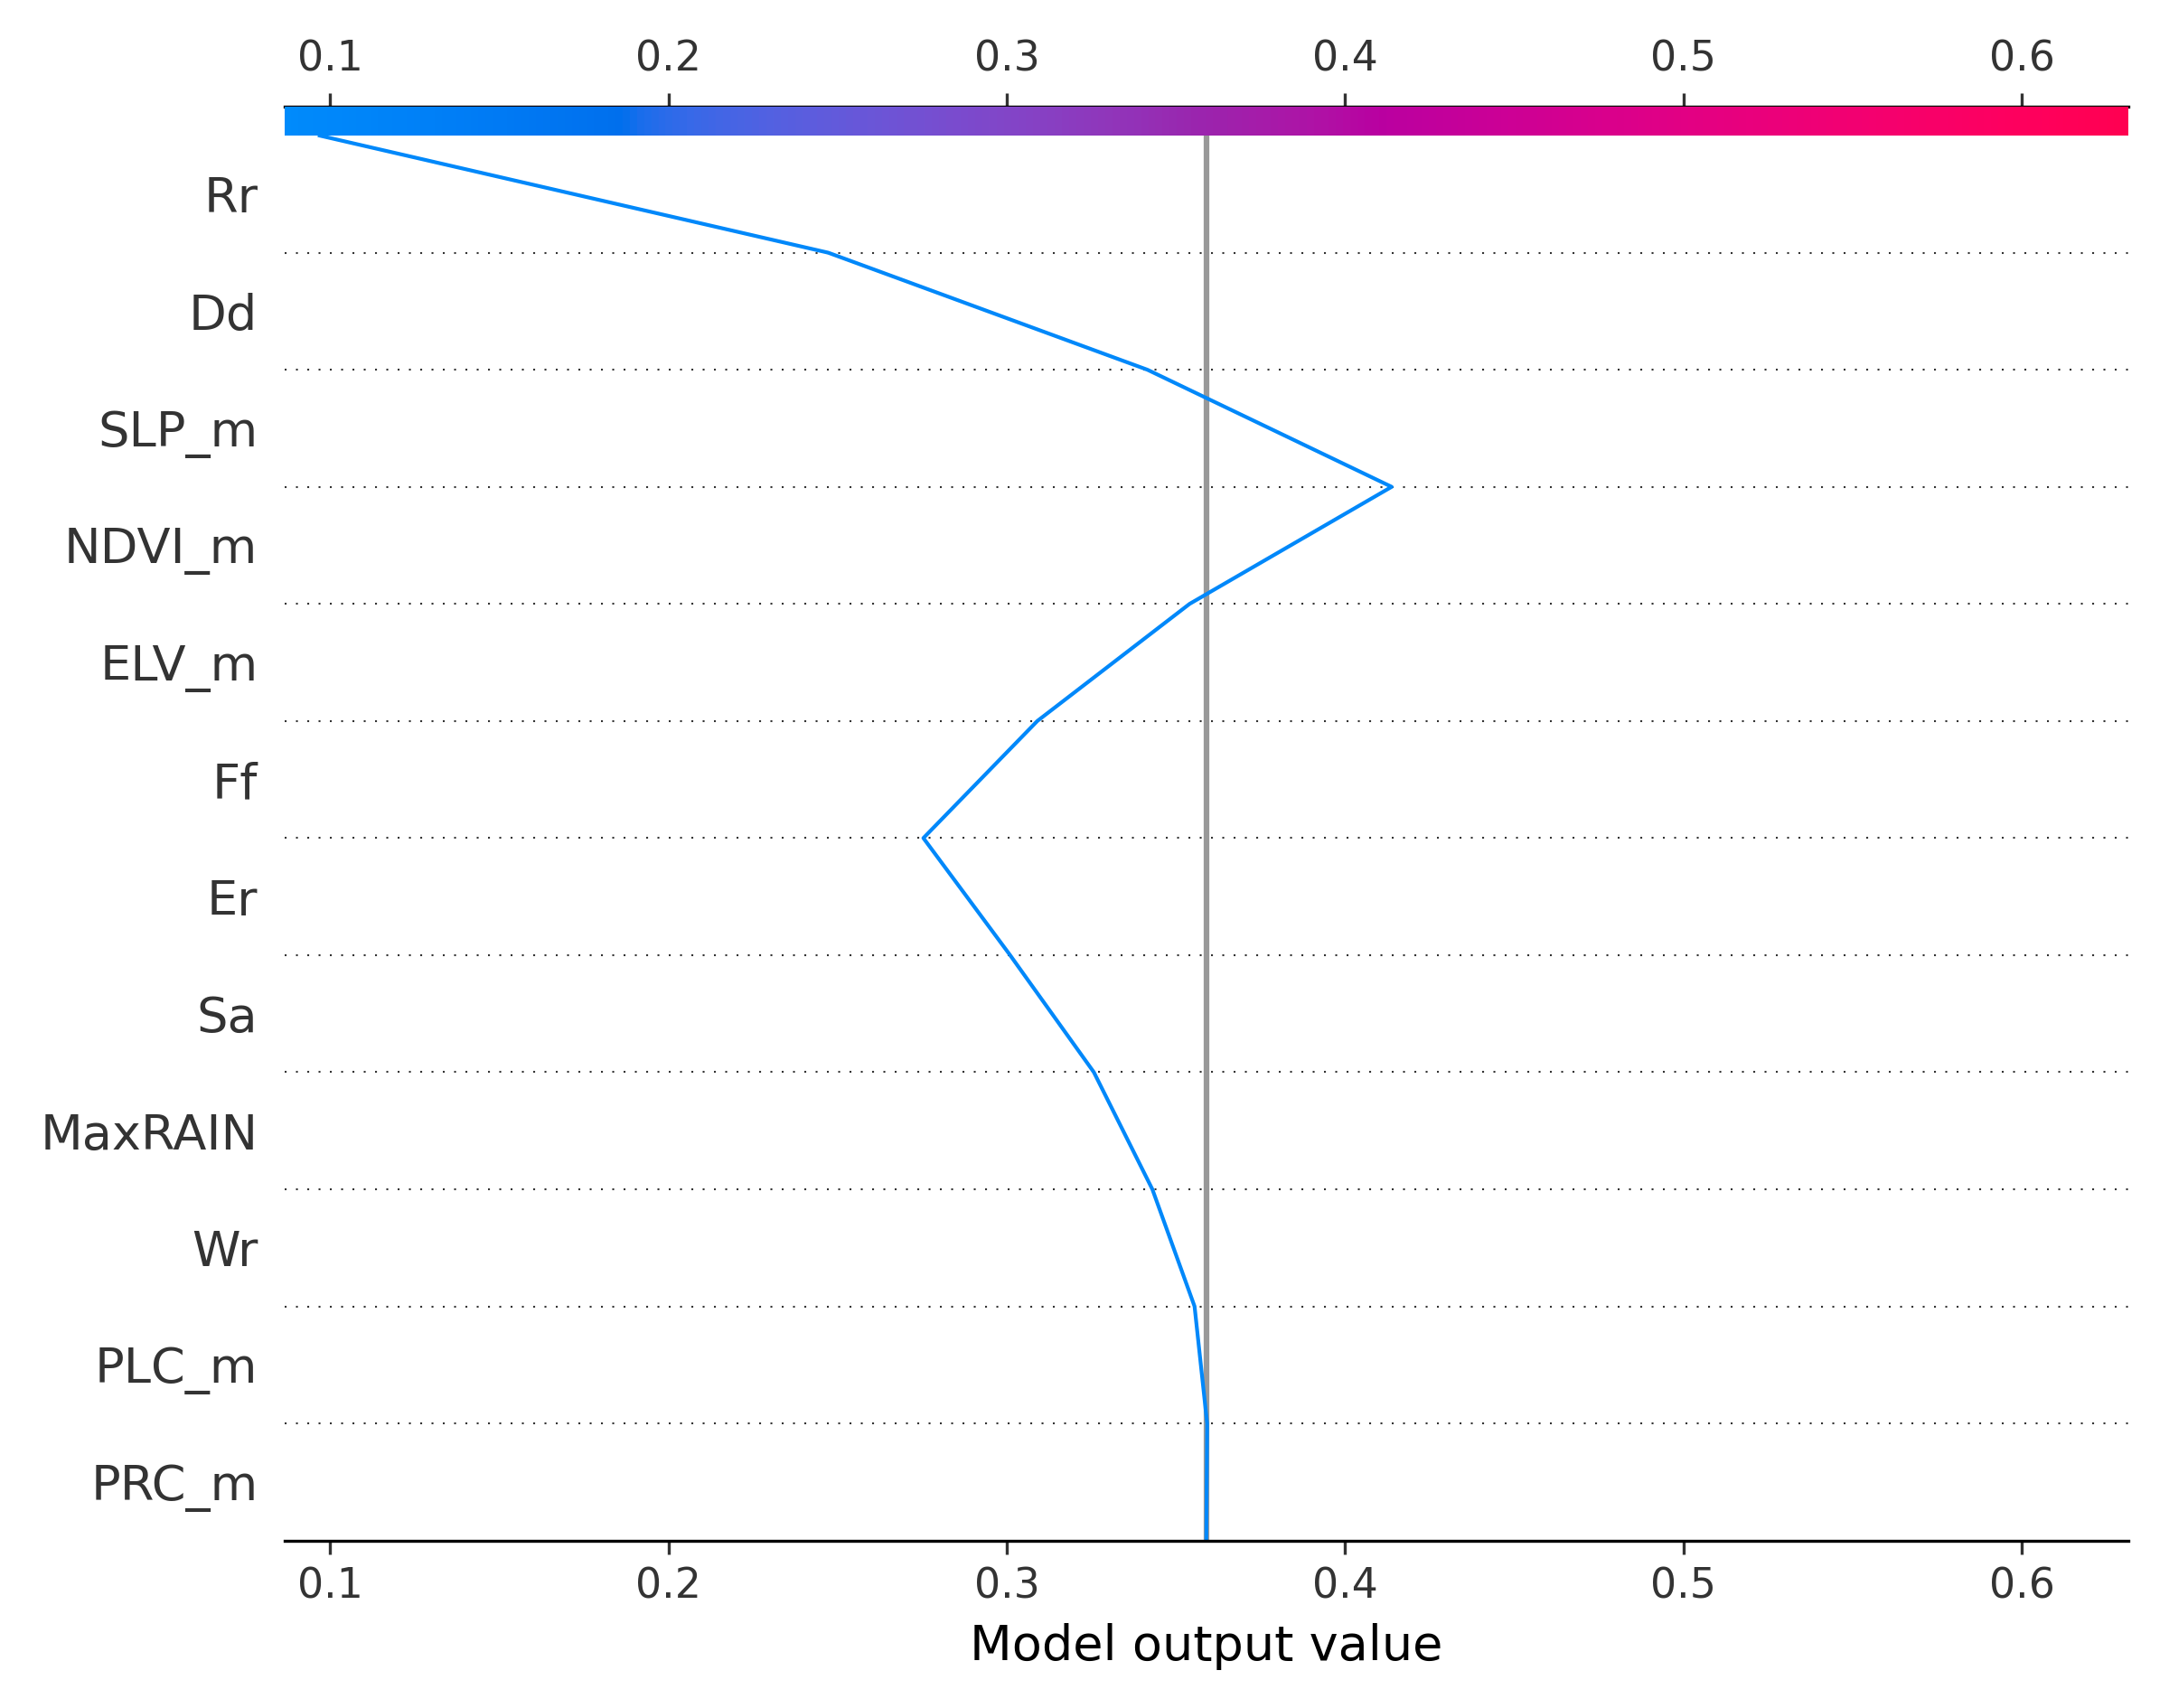 0.1 0.2 0.3 0.4 0.5 0.6
Rr
Dd
SLP_m
NDVI_m
ELV_m
Ff
Er
Sa
MaxRAIN
Wr
PLC_m
PRC_m
0.1 0.2 0.3 0.4 0.5 0.6
Model output value